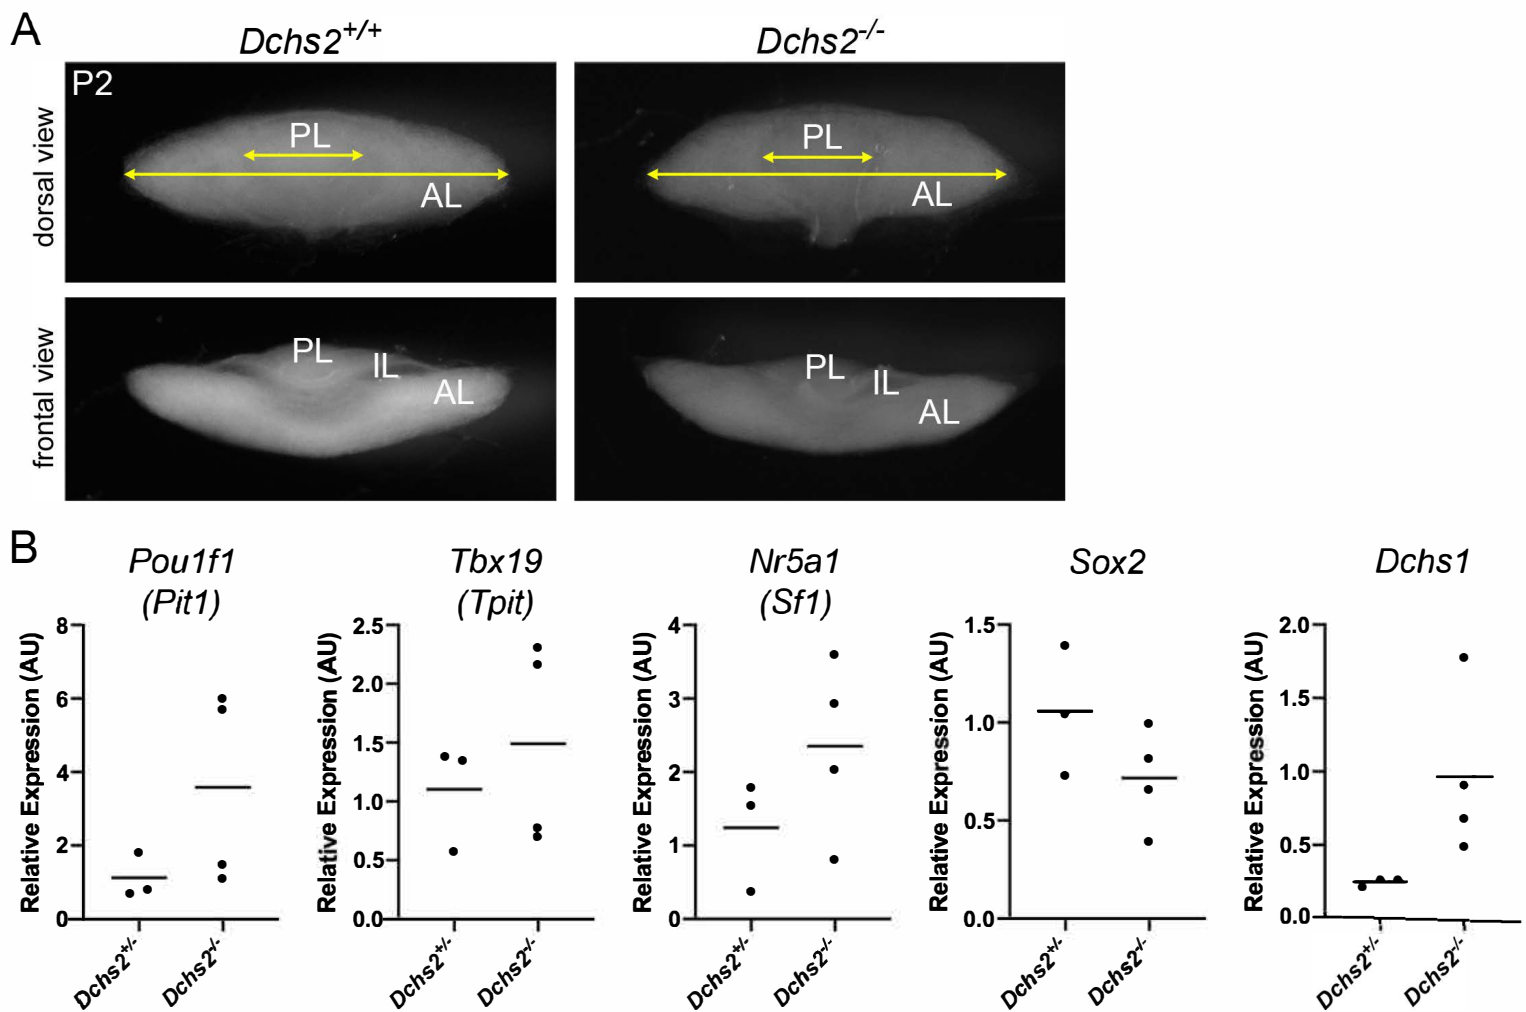 A
Dchs2+/+
Dchs2-/-
dorsal view
P2
PL
AL
PL
AL
frontal view
PL
IL
AL
PL
IL
AL
B
Pou1f1
(Pit1)
Relative Expression (AU)
8
6
4
2
0
Dchs2+/-
Dchs2-/-
Tbx19
(Tpit)
Relative Expression (AU)
2.5
2.0
1.5
1.0
0.5
0.0
Dchs2+/-
Dchs2-/-
Nr5a1
(Sf1)
Relative Expression (AU)
4
3
2
1
0
Dchs2+/-
Dchs2-/-
Sox2
Relative Expression (AU)
1.5
1.0
0.5
0.0
Dchs2+/-
Dchs2-/-
Dchs1
Relative Expression (AU)
2.0
1.5
1.0
0.5
0.0
Dchs2+/-
Dchs2-/-